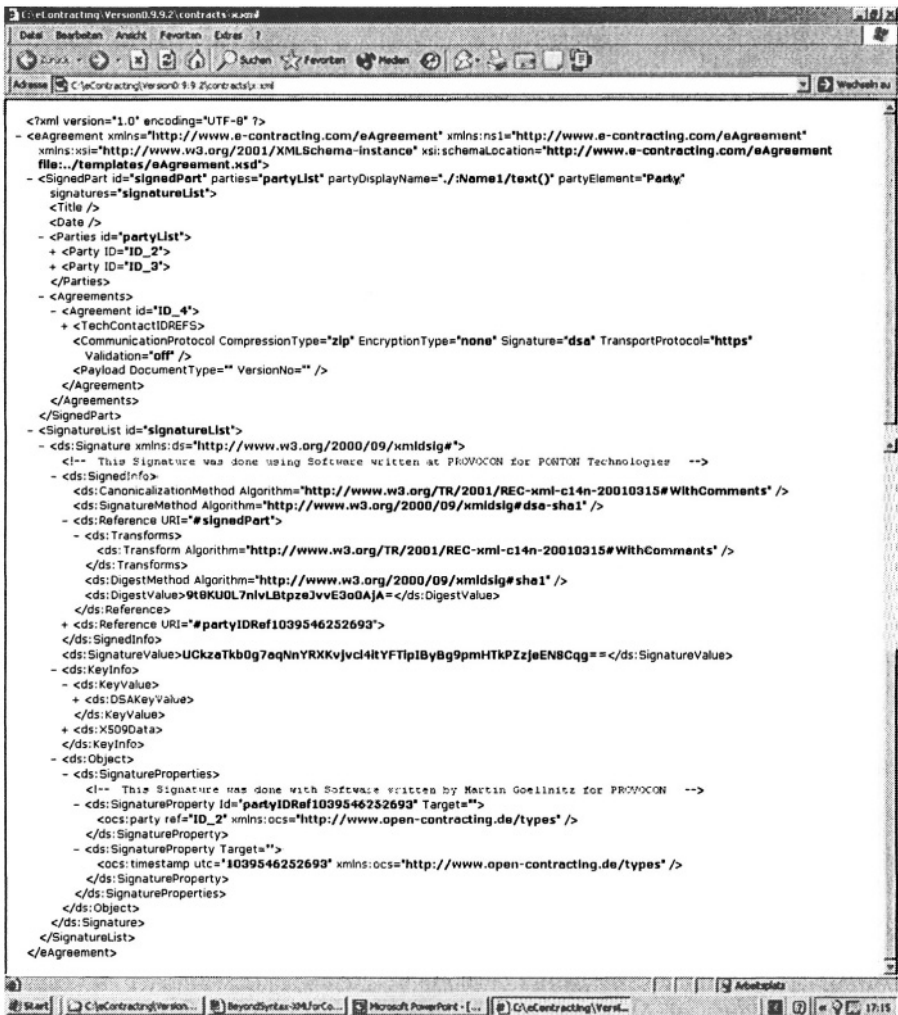 C:\eContracting\Version0.9.9.2\contracts\x.xml
Datei Bearbeiten Ansicht Favoriten Extras ?
Zurück Suchen Favoriten Medien
Adresse C:\eContracting\Version0.9.9.2\contracts\x.xml Wechseln zu
<?xml version="1.0" encoding="UTF-8" ?>
- <eAgreement xmlns="http://www.e-contracting.com/eAgreement" xmlns:ns1="http://www.e-contracting.com/eAgreement"
xmlns:xsi="http://www.w3.org/2001/XMLSchema-instance" xsi:schemaLocation="http://www.e-contracting.com/eAgreement
file:../templates/eAgreement.xsd">
- <SignedPart id="signedPart" parties="partyList" partyDisplayName="./:Name1/text()" partyElement="Party"
signatures="signatureList">
<Title />
<Date />
- <Parties id="partyList">
+ <Party ID="ID_2">
+ <Party ID="ID_3">
</Parties>
- <Agreements>
- <Agreement id="ID_4">
+ <TechContactIDREFS>
<CommunicationProtocol CompressionType="zip" EncryptionType="none" Signature="dsa" TransportProtocol="https"
Validation="off" />
<Payload DocumentType="" VersionNo="" />
</Agreement>
</Agreements>
</SignedPart>
- <SignatureList id="signatureList">
- <ds:Signature xmlns:ds="http://www.w3.org/2000/09/xmldsig#">
<!-- This Signature was done using Software written at PROVOCON for PONTON Technologies -->
- <ds:SignedInfo>
<ds:CanonicalizationMethod Algorithm="http://www.w3.org/TR/2001/REC-xml-c14n-20010315#WithComments" />
<ds:SignatureMethod Algorithm="http://www.w3.org/2000/09/xmldsig#dsa-sha1" />
- <ds:Reference URI="#signedPart">
- <ds:Transforms>
<ds:Transform Algorithm="http://www.w3.org/TR/2001/REC-xml-c14n-20010315#WithComments" />
</ds:Transforms>
<ds:DigestMethod Algorithm="http://www.w3.org/2000/09/xmldsig#sha1" />
<ds:DigestValue>9t8KU0L7nlvLBtpzeJvvE3o0AjA=</ds:DigestValue>
</ds:Reference>
+ <ds:Reference URI="#partyIDRef1039546252693">
</ds:SignedInfo>
<ds:SignatureValue>UCkzaTkb0g7aqNnYRXKvjvcl4itYFTlpIByBg9pmHTkPZzjeEN8Cqg==</ds:SignatureValue>
- <ds:KeyInfo>
- <ds:KeyValue>
+ <ds:DSAKeyValue>
</ds:KeyValue>
+ <ds:X509Data>
</ds:KeyInfo>
- <ds:Object>
- <ds:SignatureProperties>
<!-- This Signature was done with Software written by Martin Goellnitz for PROVOCON -->
- <ds:SignatureProperty Id="partyIDRef1039546252693" Target="">
<ocs:party ref="ID_2" xmlns:ocs="http://www.open-contracting.de/types" />
</ds:SignatureProperty>
- <ds:SignatureProperty Target="">
<ocs:timestamp utc="1039546252693" xmlns:ocs="http://www.open-contracting.de/types" />
</ds:SignatureProperty>
</ds:SignatureProperties>
</ds:Object>
</ds:Signature>
</SignatureList>
</eAgreement>
Arbeitsplatz
Start C:\eContracting\Version... BeyondSyntax-XMLforCo... Microsoft PowerPoint - [... C:\eContracting\Versi... 17:15